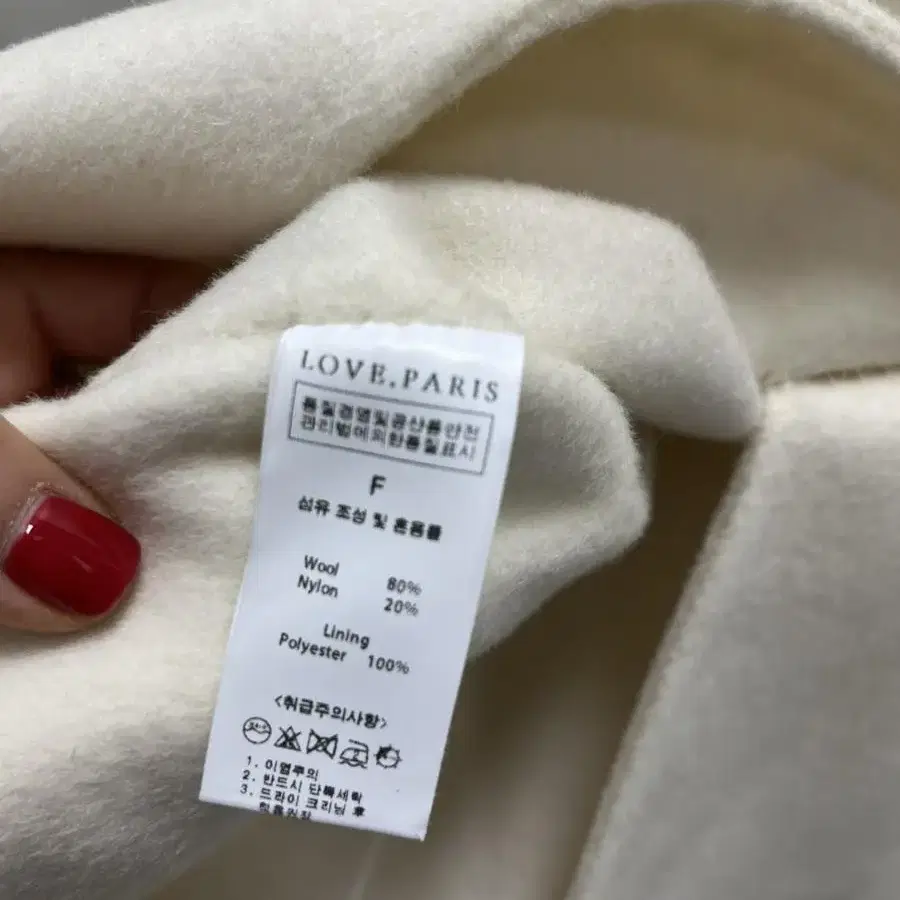 LOVE.PARIS
품질경영및공산품안전
관리법에의한품질표시
F
섬유 조성 및 혼용률
Wool 80%
Nylon 20%
Lining
Polyester 100%
<취급주의사항>
1. 이염주의
2. 반드시 단독세탁
3. 드라이 크리닝 후